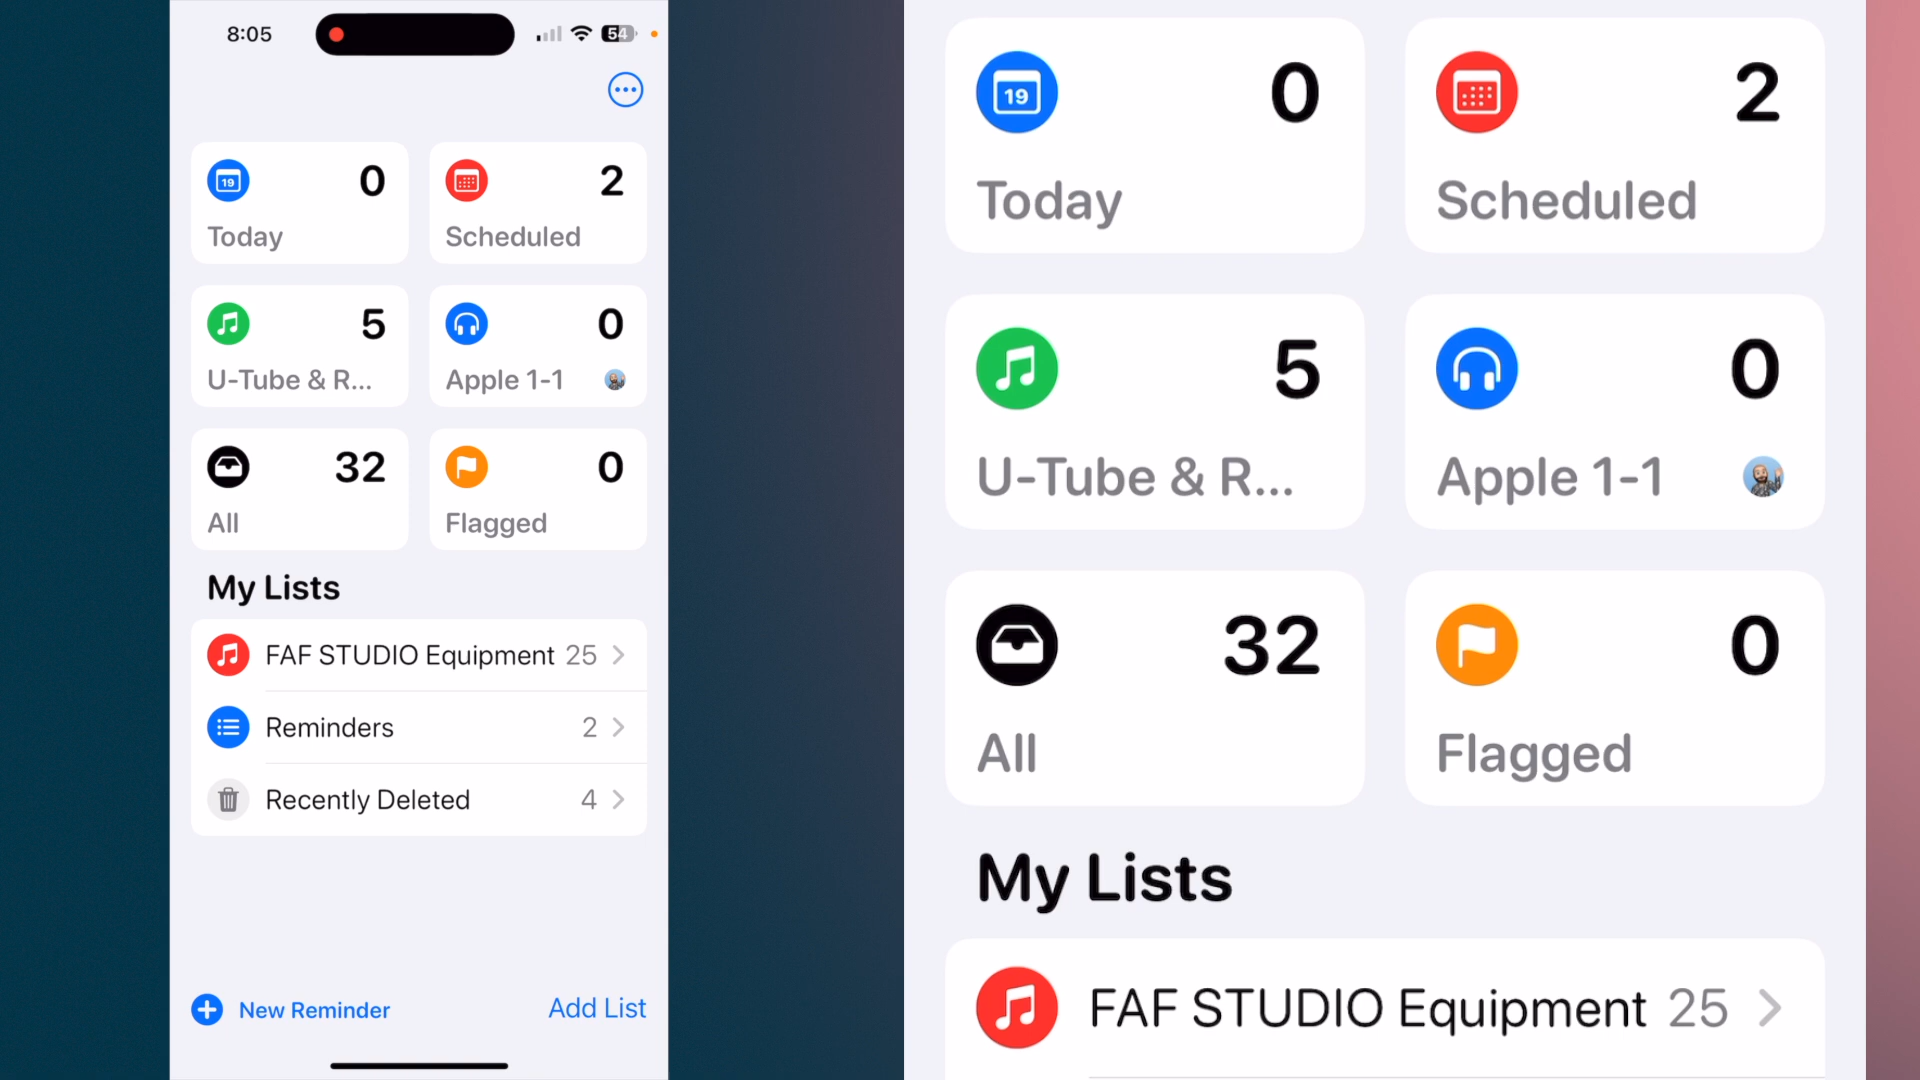 8:05
54
19
0
2
Today
Scheduled
5
0
U-Tube & R...
Apple 1-1
32
0
All
Flagged
My Lists
FAF STUDIO Equipment 25
Reminders 2
Recently Deleted 4
New Reminder
Add List
19
0
2
Today
Scheduled
5
0
U-Tube & R...
Apple 1-1
32
0
All
Flagged
My Lists
FAF STUDIO Equipment 25